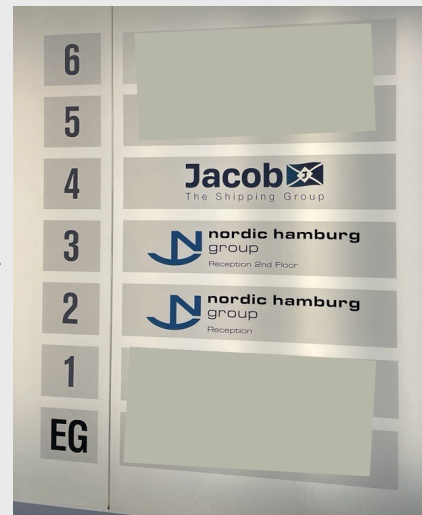 6
5
4
Jacob J
The Shipping Group
3
nordic hamburg
group
Reception 2nd Floor
2
nordic hamburg
group
Reception
1
EG